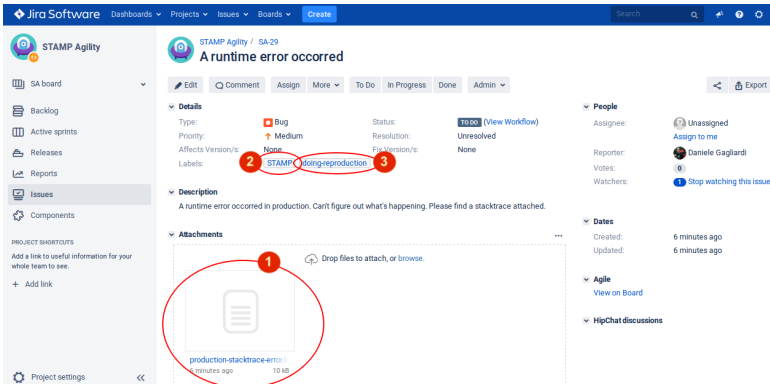 Jira Software Dashboards Projects Issues Boards Create Search
STAMP Agility
SA board
Backlog
Active sprints
Releases
Reports
Issues
Components
PROJECT SHORTCUTS
Add a link to useful information for your
whole team to see.
+ Add link
Project settings
STAMP Agility / SA-29
A runtime error occurred
Edit Comment Assign More To Do In Progress Done Admin Export
Details
Type: Bug Status: TO DO (View Workflow)
Priority: Medium Resolution: Unresolved
Affects Version/s: None Fix Version/s: None
Labels: 2 STAMP doing-reproduction 3
Description
A runtime error occurred in production. Can't figure out what's happening. Please find a stacktrace attached.
Attachments
1 Drop files to attach, or browse.
production-stacktrace-error
6 minutes ago 10 kB
People
Assignee: Unassigned
Assign to me
Reporter: Daniele Gagliardi
Votes: 0
Watchers: 1 Stop watching this issue
Dates
Created: 6 minutes ago
Updated: 6 minutes ago
Agile
View on Board
HipChat discussions